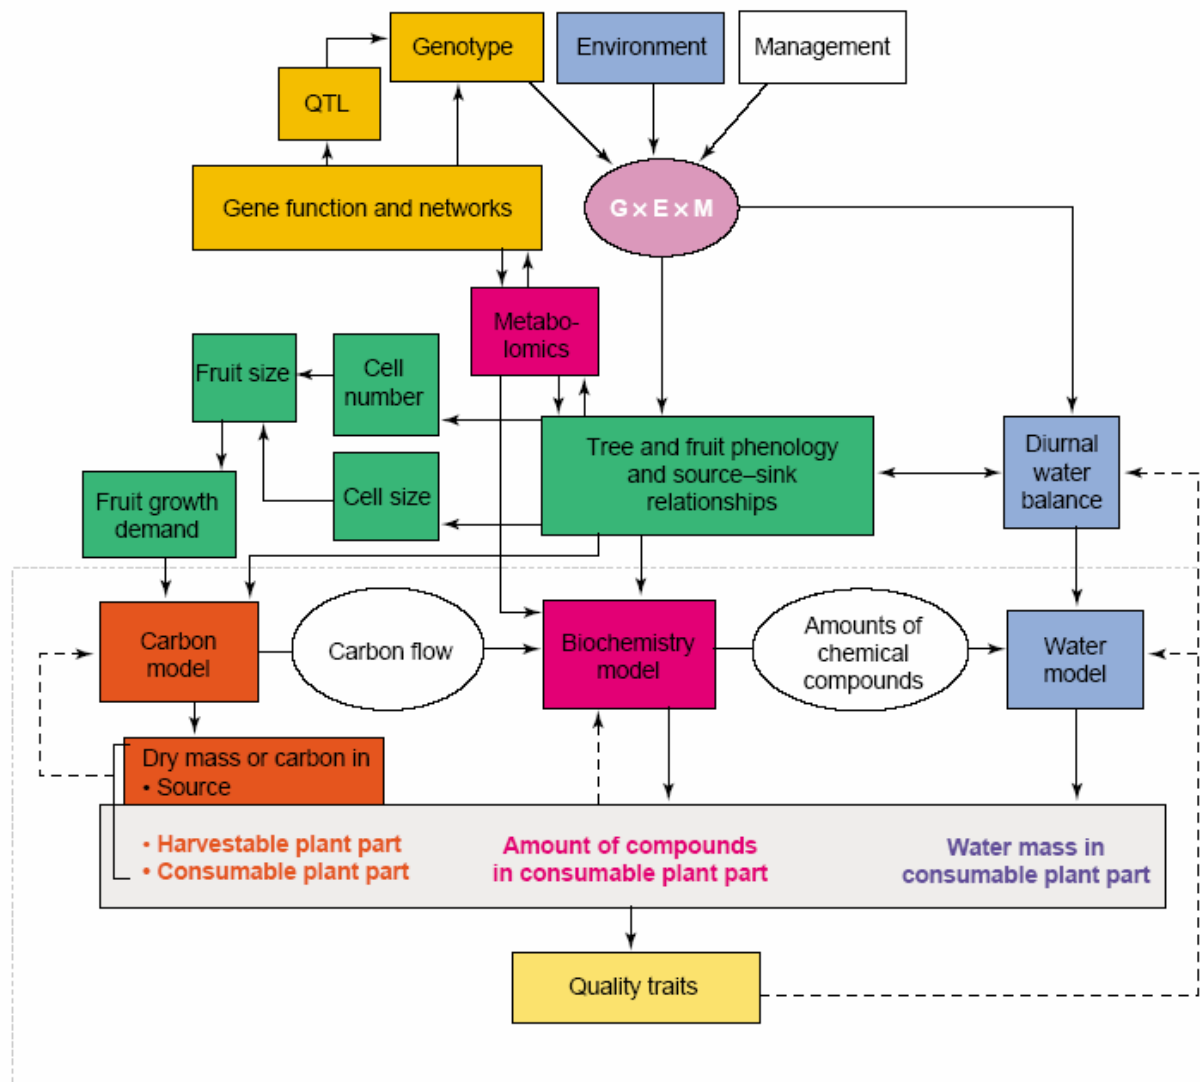 Genotype
Environment
Management
QTL
Gene function and networks
G × E × M
Metabo-
lomics
Fruit size
Cell
number
Tree and fruit phenology
and source–sink
relationships
Diurnal
water
balance
Cell size
Fruit growth
demand
Carbon
model
Carbon flow
Biochemistry
model
Amounts of
chemical
compounds
Water
model
Dry mass or carbon in
• Source
• Harvestable plant part
• Consumable plant part
Amount of compounds
in consumable plant part
Water mass in
consumable plant part
Quality traits